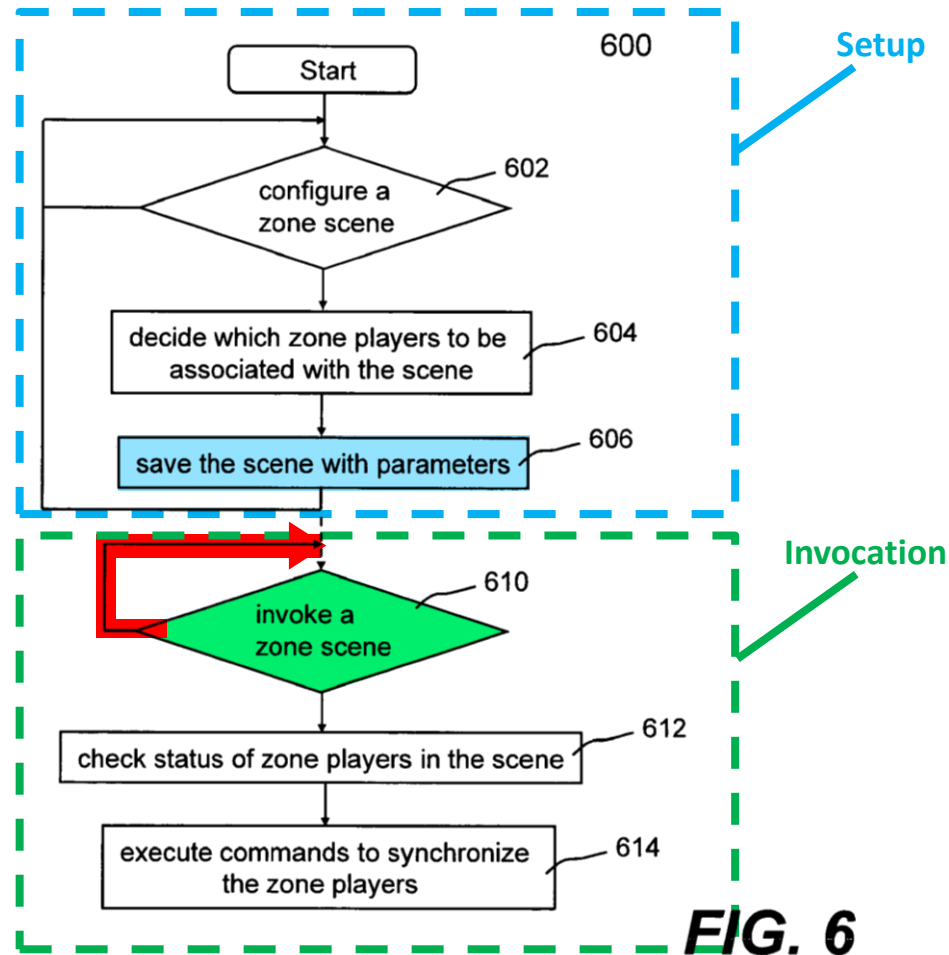 600
Setup
Start
602
configure a
zone scene
decide which zone players to be
associated with the scene
604
606
save the scene with parameters
Invocation
610
invoke a
zone scene
612
check status of zone players in the scene
execute commands to synchronize
the zone players
614
FIG. 6